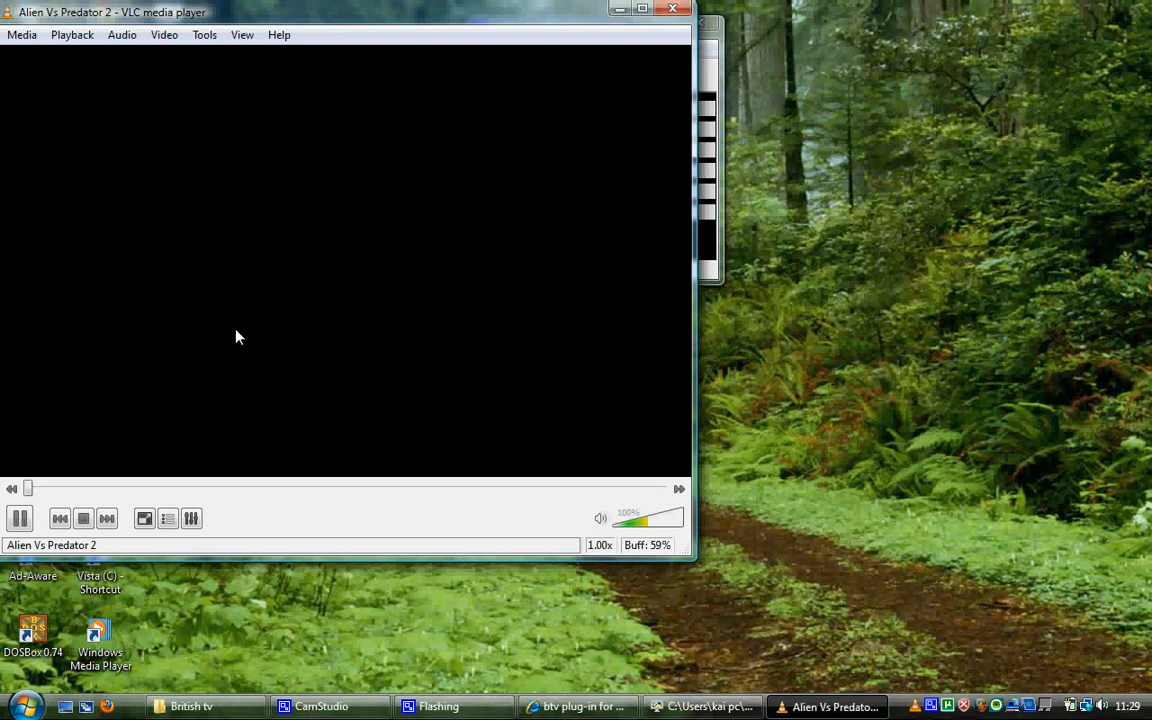 Alien Vs Predator 2 - VLC media player
Media Playback Audio Video Tools View Help
100%
Alien Vs Predator 2 1.00x Buff: 59%
Ad-Aware
Vista (C) - Shortcut
DOSBox 0.74
Windows Media Player
British tv
CamStudio
Flashing
btv plug-in for ...
C:\Users\kai pc\...
Alien Vs Predato...
11:29